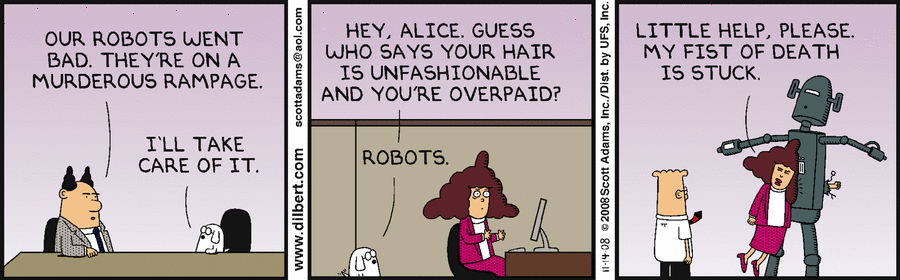 OUR ROBOTS WENT
BAD. THEY'RE ON A
MURDEROUS RAMPAGE.
I'LL TAKE
CARE OF IT.
www.dilbert.com scottadams@aol.com
HEY, ALICE. GUESS
WHO SAYS YOUR HAIR
IS UNFASHIONABLE
AND YOU'RE OVERPAID?
ROBOTS.
11-14-08 © 2008 Scott Adams, Inc./Dist. by UFS, Inc.
LITTLE HELP, PLEASE.
MY FIST OF DEATH
IS STUCK.